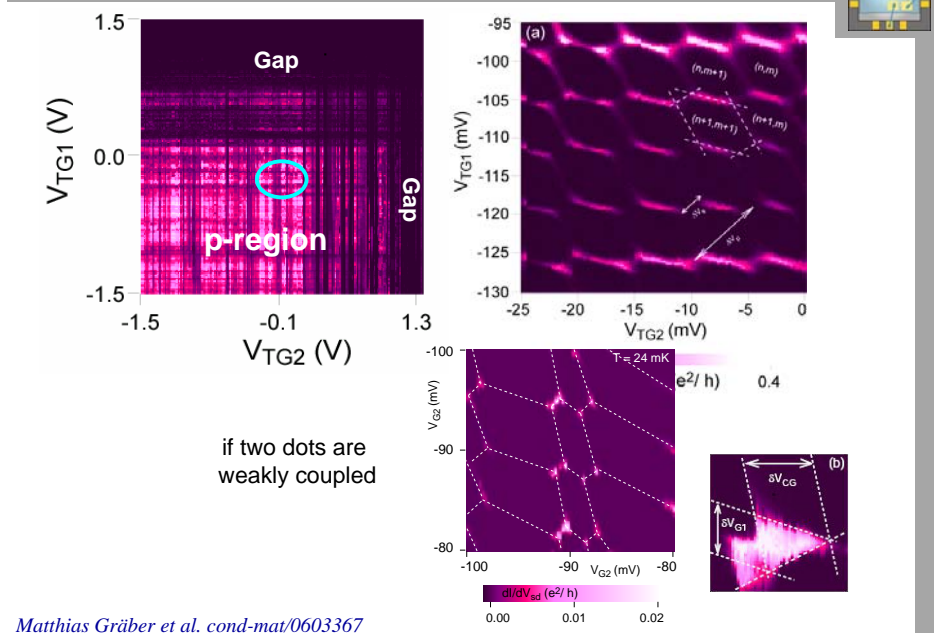 1.5
0.0
-1.5
V_TG1 (V)
Gap
Gap
p-region
-1.5
-0.1
1.3
V_TG2 (V)
(a)
-95
-100
-105
-110
-115
-120
-125
-130
V_TG1 (mV)
(n,m+1)
(n,m)
(n+1,m+1)
(n+1,m)
-25
-20
-15
-10
-5
0
V_TG2 (mV)
e²/ h)
0.4
T = 24 mK
-100
-90
-80
V_G2 (mV)
-100
-90
-80
V_G2 (mV)
dI/dV_sd (e²/ h)
0.00
0.01
0.02
if two dots are
weakly coupled
(b)
δV_CG
δV_G1
Matthias Gräber et al. cond-mat/0603367